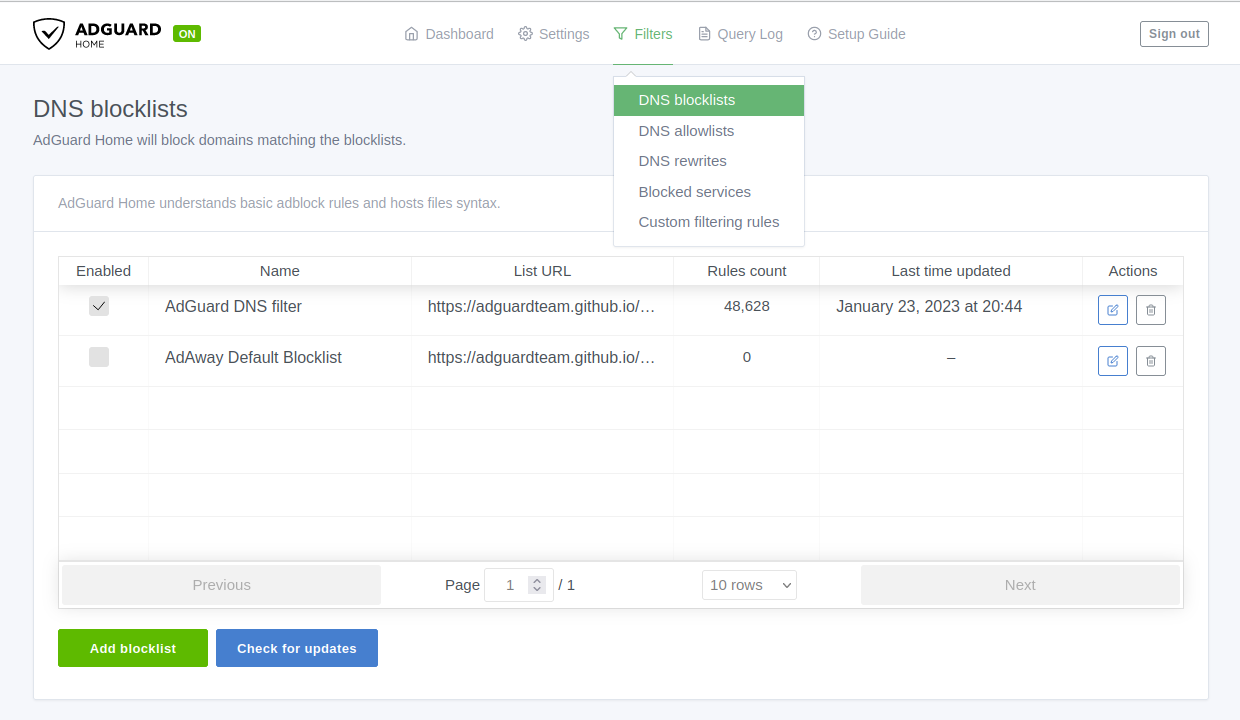 ADGUARD
HOME
ON
Dashboard
Settings
Filters
Query Log
Setup Guide
Sign out
DNS blocklists
DNS allowlists
DNS rewrites
Blocked services
Custom filtering rules
DNS blocklists
AdGuard Home will block domains matching the blocklists.
AdGuard Home understands basic adblock rules and hosts files syntax.
Enabled Name List URL Rules count Last time updated Actions
AdGuard DNS filter https://adguardteam.github.io/… 48,628 January 23, 2023 at 20:44
AdAway Default Blocklist https://adguardteam.github.io/… 0 –
Previous Page 1 / 1 10 rows Next
Add blocklist Check for updates